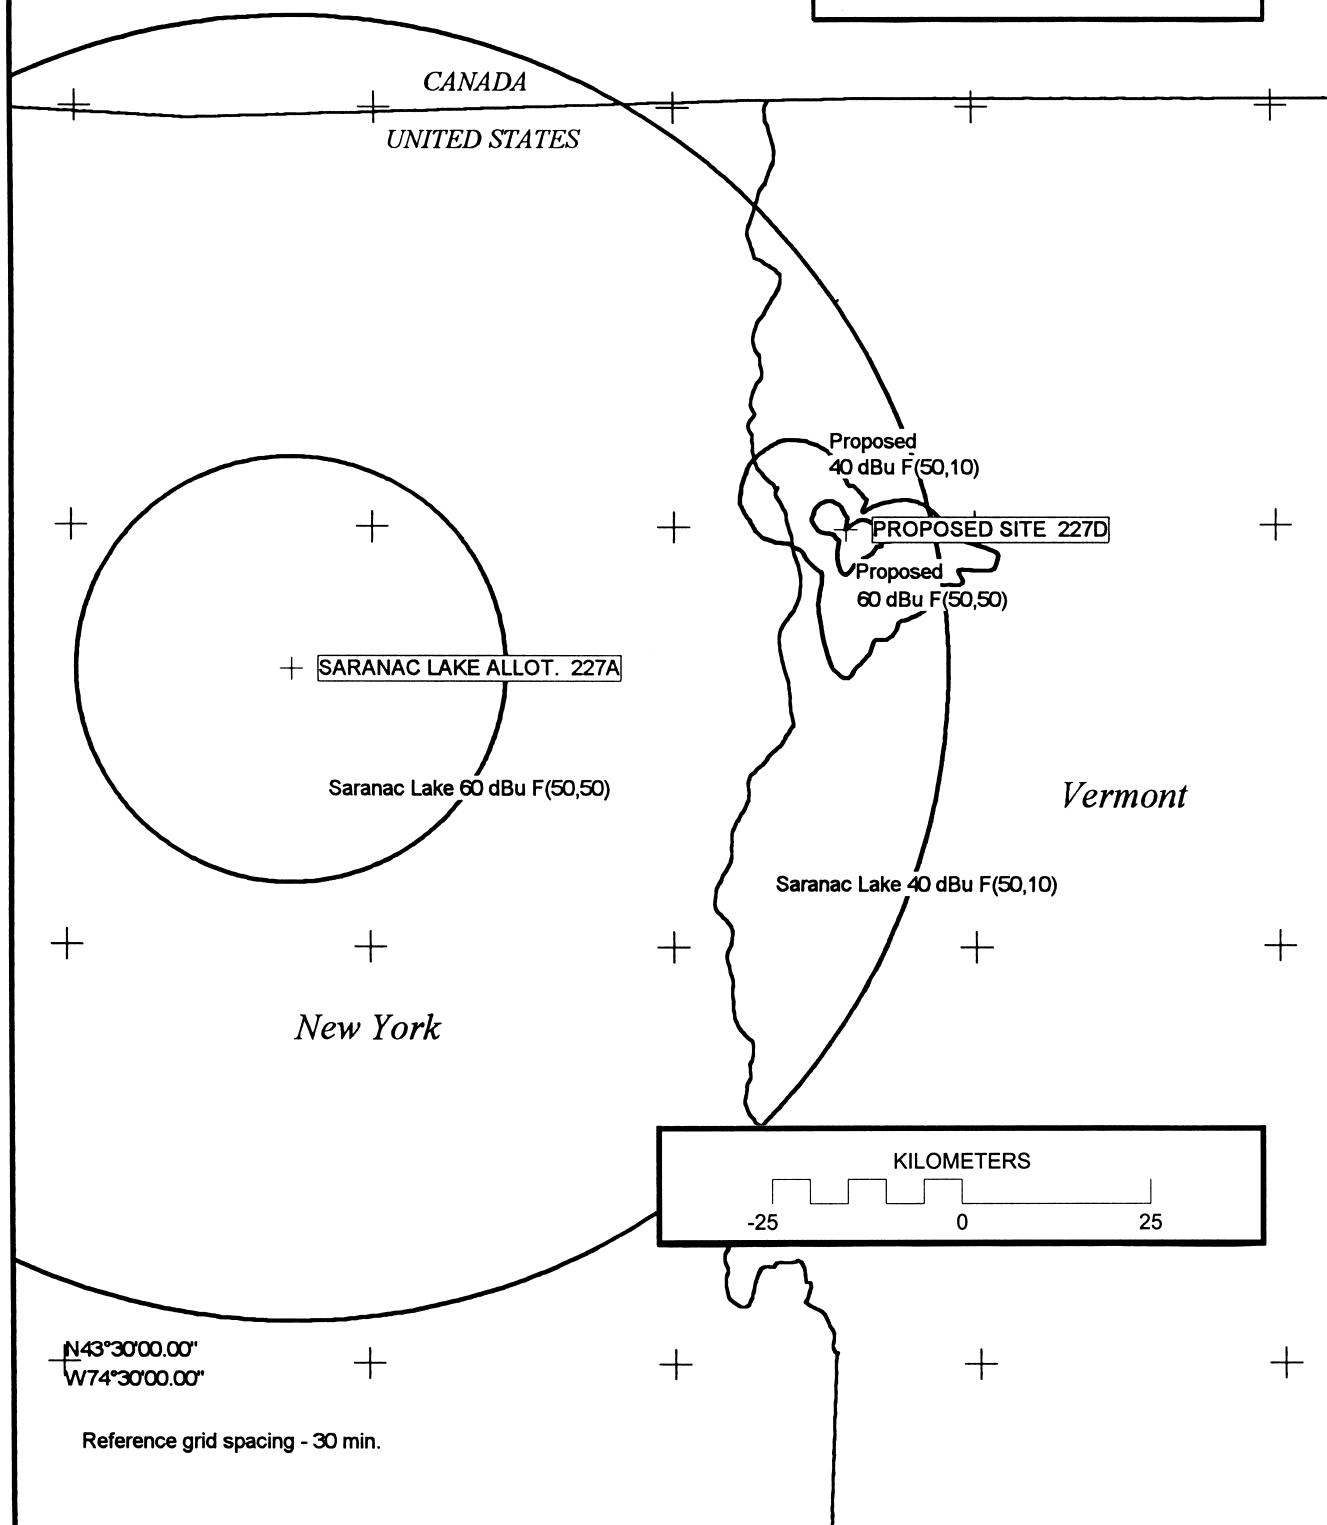 CANADA
UNITED STATES
Proposed
40 dBu F(50,10)
PROPOSED SITE 227D
Proposed
60 dBu F(50,50)
SARANAC LAKE ALLOT. 227A
Saranac Lake 60 dBu F(50,50)
Vermont
Saranac Lake 40 dBu F(50,10)
New York
KILOMETERS
-25 0 25
N43°30'00.00"
W74°30'00.00"
Reference grid spacing - 30 min.